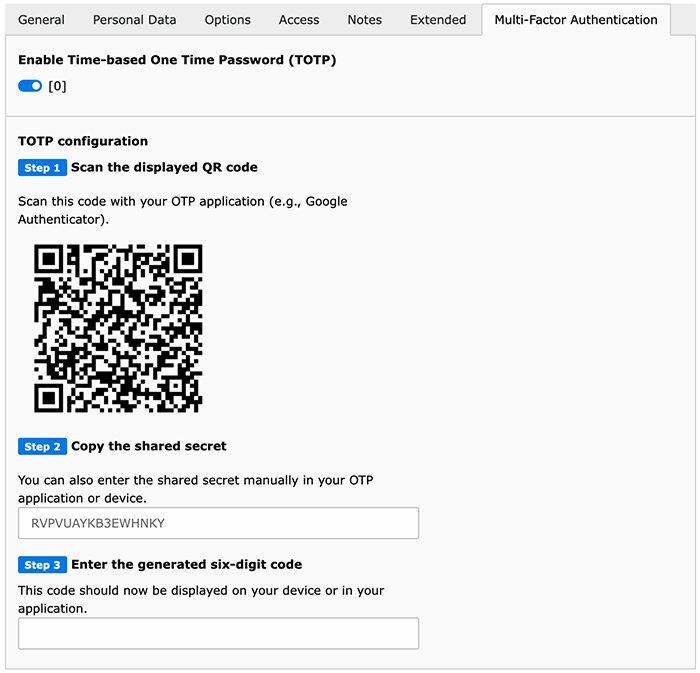 General Personal Data Options Access Notes Extended Multi-Factor Authentication
Enable Time-based One Time Password (TOTP)
[0]
TOTP configuration
Step 1 Scan the displayed QR code
Scan this code with your OTP application (e.g., Google
Authenticator).
Step 2 Copy the shared secret
You can also enter the shared secret manually in your OTP
application or device.
RVPVUAYKB3EWHNKY
Step 3 Enter the generated six-digit code
This code should now be displayed on your device or in your
application.